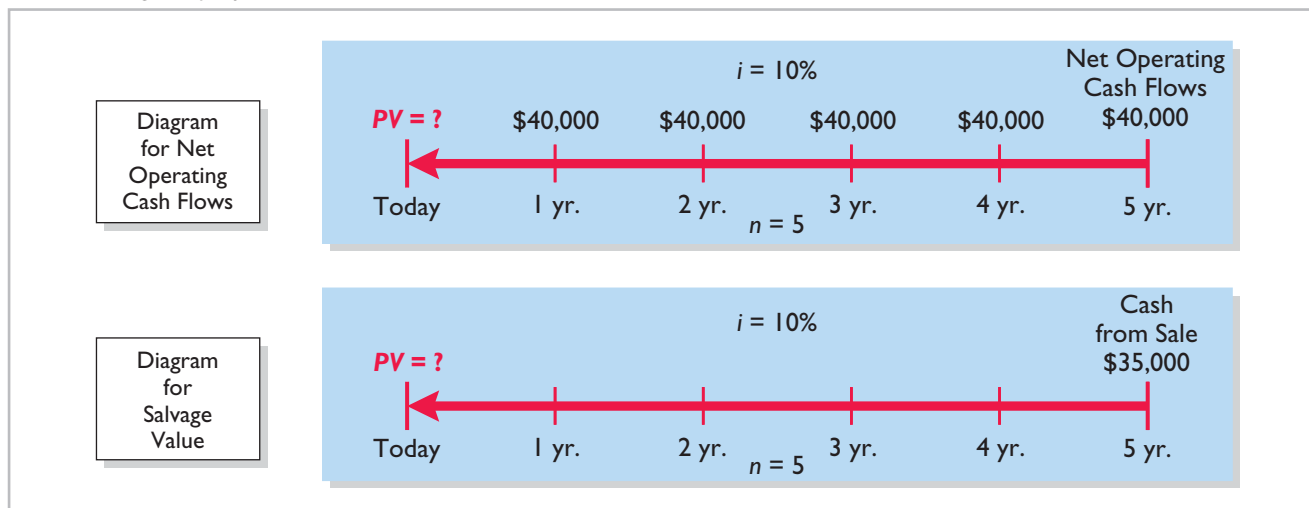 Diagram
for Net
Operating
Cash Flows
i = 10%
Net Operating
Cash Flows
PV = ? $40,000 $40,000 $40,000 $40,000 $40,000
Today 1 yr. 2 yr. 3 yr. 4 yr. 5 yr.
n = 5
Diagram
for
Salvage
Value
i = 10%
Cash
from Sale
PV = ? $35,000
Today 1 yr. 2 yr. 3 yr. 4 yr. 5 yr.
n = 5